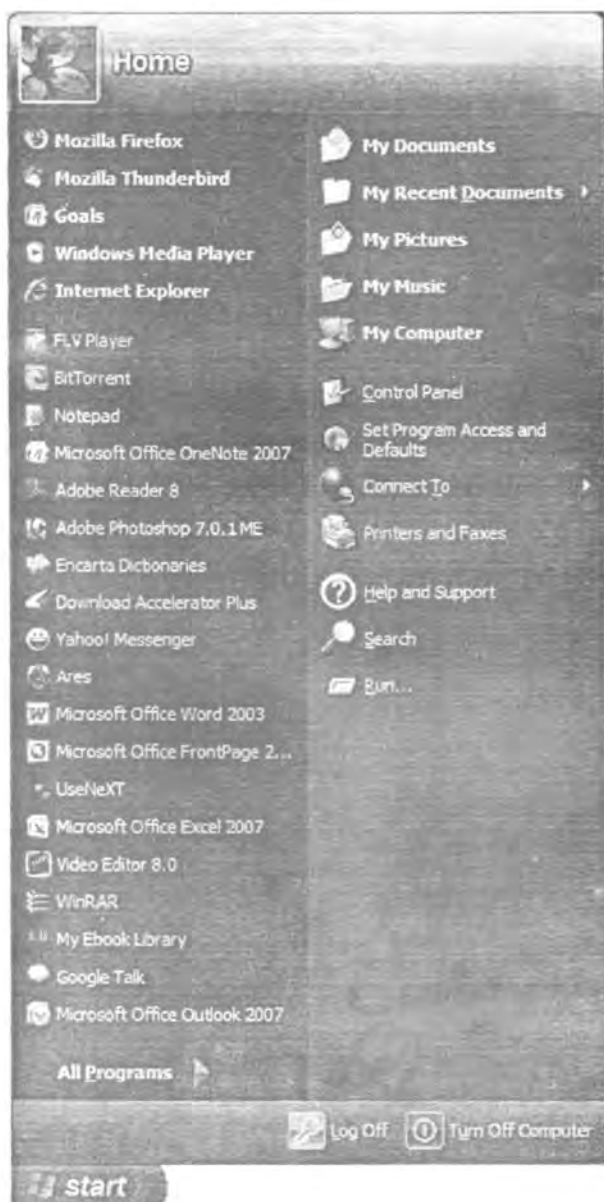 Home
Mozilla Firefox
Mozilla Thunderbird
Goals
Windows Media Player
Internet Explorer
FLV Player
BitTorrent
Notepad
Microsoft Office OneNote 2007
Adobe Reader 8
Adobe Photoshop 7.0.1 ME
Encarta Dictionaries
Download Accelerator Plus
Yahoo! Messenger
Ares
Microsoft Office Word 2003
Microsoft Office FrontPage 2...
UseNeXT
Microsoft Office Excel 2007
Video Editor 8.0
WinRAR
My Ebook Library
Google Talk
Microsoft Office Outlook 2007
All Programs
My Documents
My Recent Documents
My Pictures
My Music
My Computer
Control Panel
Set Program Access and
Defaults
Connect To
Printers and Faxes
Help and Support
Search
Run...
Log Off
Turn Off Computer
start